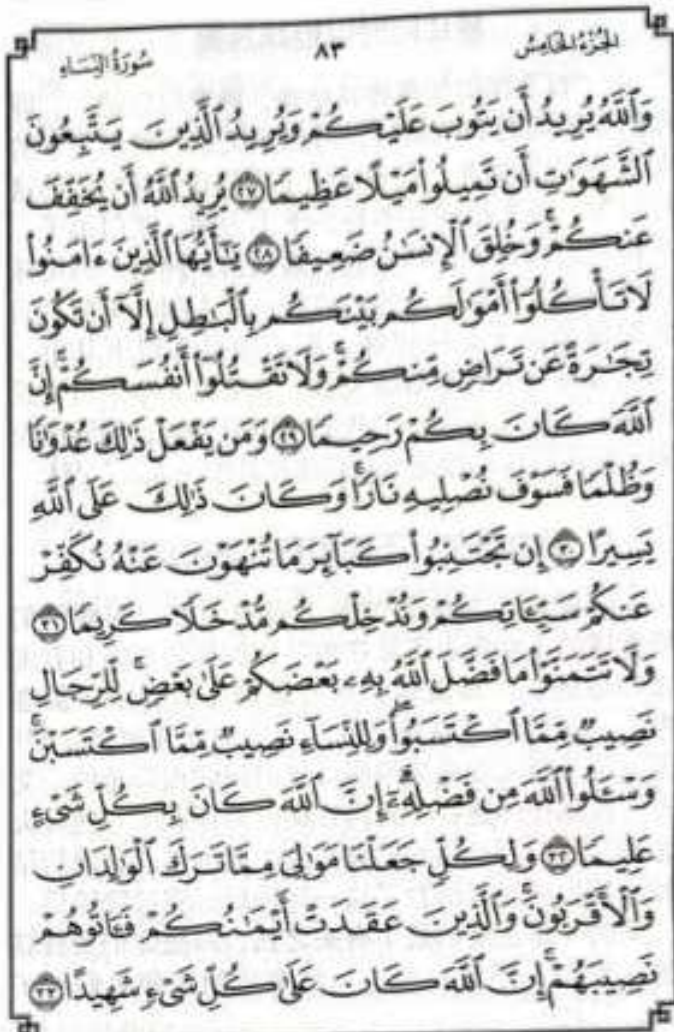 الجزء الخامس ٨٣ سورة النساء
وَٱللَّهُ يُرِيدُ أَن يَتُوبَ عَلَيْكُمْ وَيُرِيدُ ٱلَّذِينَ يَتَّبِعُونَ
ٱلشَّهَوَٰتِ أَن تَمِيلُوا۟ مَيْلًا عَظِيمًا ٢٧ يُرِيدُ ٱللَّهُ أَن يُخَفِّفَ
عَنكُمْ ۚ وَخُلِقَ ٱلْإِنسَٰنُ ضَعِيفًا ٢٨ يَٰٓأَيُّهَا ٱلَّذِينَ ءَامَنُوا۟
لَا تَأْكُلُوٓا۟ أَمْوَٰلَكُم بَيْنَكُم بِٱلْبَٰطِلِ إِلَّآ أَن تَكُونَ
تِجَٰرَةً عَن تَرَاضٍ مِّنكُمْ ۚ وَلَا تَقْتُلُوٓا۟ أَنفُسَكُمْ ۚ إِنَّ
ٱللَّهَ كَانَ بِكُمْ رَحِيمًا ٢٩ وَمَن يَفْعَلْ ذَٰلِكَ عُدْوَٰنًا
وَظُلْمًا فَسَوْفَ نُصْلِيهِ نَارًا ۚ وَكَانَ ذَٰلِكَ عَلَى ٱللَّهِ
يَسِيرًا ٣٠ إِن تَجْتَنِبُوا۟ كَبَآئِرَ مَا تُنْهَوْنَ عَنْهُ نُكَفِّرْ
عَنكُمْ سَيِّـَٔاتِكُمْ وَنُدْخِلْكُم مُّدْخَلًا كَرِيمًا ٣١
وَلَا تَتَمَنَّوْا۟ مَا فَضَّلَ ٱللَّهُ بِهِۦ بَعْضَكُمْ عَلَىٰ بَعْضٍ ۚ لِّلرِّجَالِ
نَصِيبٌ مِّمَّا ٱكْتَسَبُوا۟ ۖ وَلِلنِّسَآءِ نَصِيبٌ مِّمَّا ٱكْتَسَبْنَ ۚ
وَسْـَٔلُوا۟ ٱللَّهَ مِن فَضْلِهِۦٓ ۗ إِنَّ ٱللَّهَ كَانَ بِكُلِّ شَىْءٍ
عَلِيمًا ٣٢ وَلِكُلٍّ جَعَلْنَا مَوَٰلِىَ مِمَّا تَرَكَ ٱلْوَٰلِدَانِ
وَٱلْأَقْرَبُونَ ۚ وَٱلَّذِينَ عَقَدَتْ أَيْمَٰنُكُمْ فَـَٔاتُوهُمْ
نَصِيبَهُمْ ۚ إِنَّ ٱللَّهَ كَانَ عَلَىٰ كُلِّ شَىْءٍ شَهِيدًا ٣٣